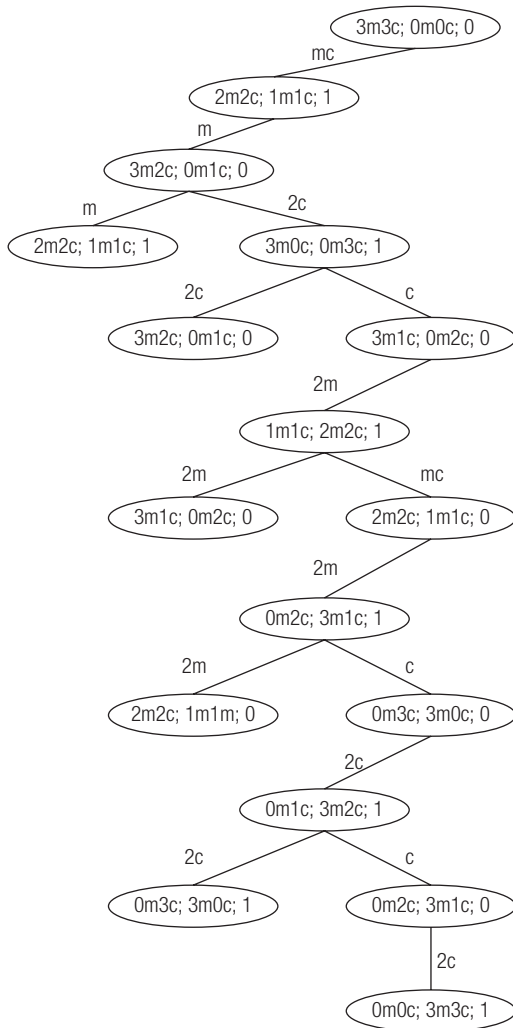 3m3c; 0m0c; 0
mc
2m2c; 1m1c; 1
m
3m2c; 0m1c; 0
m
2c
2m2c; 1m1c; 1
3m0c; 0m3c; 1
2c
c
3m2c; 0m1c; 0
3m1c; 0m2c; 0
2m
1m1c; 2m2c; 1
2m
mc
3m1c; 0m2c; 0
2m2c; 1m1c; 0
2m
0m2c; 3m1c; 1
2m
c
2m2c; 1m1m; 0
0m3c; 3m0c; 0
2c
0m1c; 3m2c; 1
2c
c
0m3c; 3m0c; 1
0m2c; 3m1c; 0
2c
0m0c; 3m3c; 1